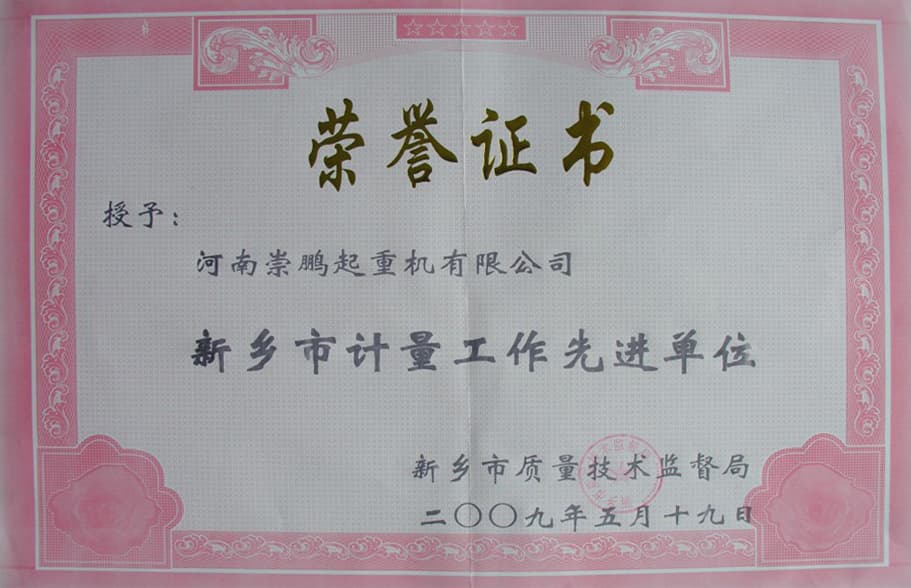 荣誉证书
授予：
河南崇鹏起重机有限公司
新乡市计量工作先进单位
新乡市质量技术监督局
二〇〇九年五月十九日